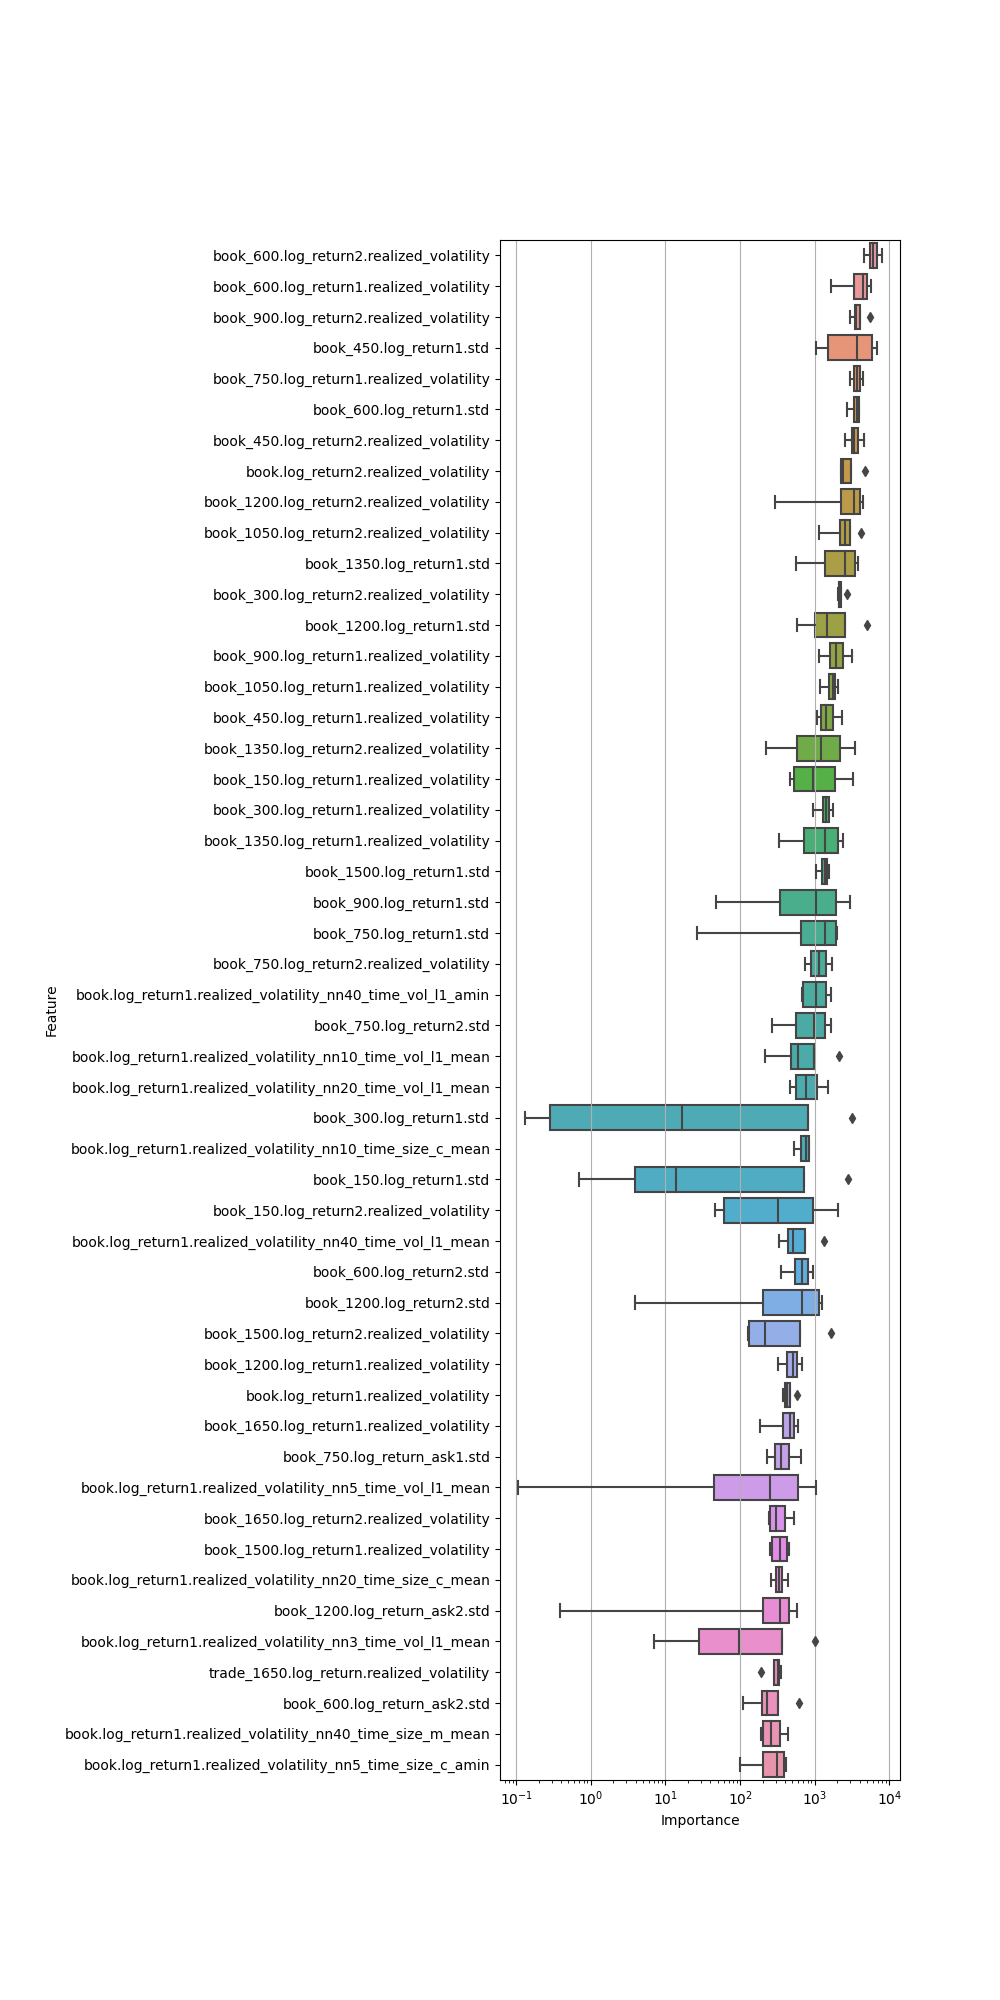 book_600.log_return2.realized_volatility
book_600.log_return1.realized_volatility
book_900.log_return2.realized_volatility
book_450.log_return1.std
book_750.log_return1.realized_volatility
book_600.log_return1.std
book_450.log_return2.realized_volatility
book.log_return2.realized_volatility
book_1200.log_return2.realized_volatility
book_1050.log_return2.realized_volatility
book_1350.log_return1.std
book_300.log_return2.realized_volatility
book_1200.log_return1.std
book_900.log_return1.realized_volatility
book_1050.log_return1.realized_volatility
book_450.log_return1.realized_volatility
book_1350.log_return2.realized_volatility
book_150.log_return1.realized_volatility
book_300.log_return1.realized_volatility
book_1350.log_return1.realized_volatility
book_1500.log_return1.std
book_900.log_return1.std
book_750.log_return1.std
book_750.log_return2.realized_volatility
book.log_return1.realized_volatility_nn40_time_vol_l1_amin
Feature
book_750.log_return2.std
book.log_return1.realized_volatility_nn10_time_vol_l1_mean
book.log_return1.realized_volatility_nn20_time_vol_l1_mean
book_300.log_return1.std
book.log_return1.realized_volatility_nn10_time_size_c_mean
book_150.log_return1.std
book_150.log_return2.realized_volatility
book.log_return1.realized_volatility_nn40_time_vol_l1_mean
book_600.log_return2.std
book_1200.log_return2.std
book_1500.log_return2.realized_volatility
book_1200.log_return1.realized_volatility
book.log_return1.realized_volatility
book_1650.log_return1.realized_volatility
book_750.log_return_ask1.std
book.log_return1.realized_volatility_nn5_time_vol_l1_mean
book_1650.log_return2.realized_volatility
book_1500.log_return1.realized_volatility
book.log_return1.realized_volatility_nn20_time_size_c_mean
book_1200.log_return_ask2.std
book.log_return1.realized_volatility_nn3_time_vol_l1_mean
trade_1650.log_return.realized_volatility
book_600.log_return_ask2.std
book.log_return1.realized_volatility_nn40_time_size_m_mean
book.log_return1.realized_volatility_nn5_time_size_c_amin
10⁻¹ 10⁰ 10¹ 10² 10³ 10⁴
Importance